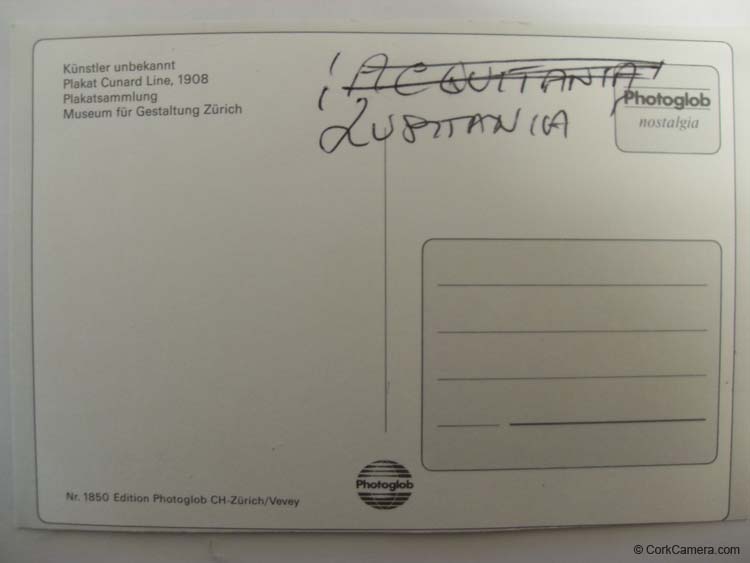 Künstler unbekannt
Plakat Cunard Line, 1908
Plakatsammlung
Museum für Gestaltung Zürich
"ACQUITANIA"
LUSITANIA
Photoglob
nostalgia
Photoglob
Nr. 1850 Edition Photoglob CH-Zürich/Vevey
© CorkCamera.com